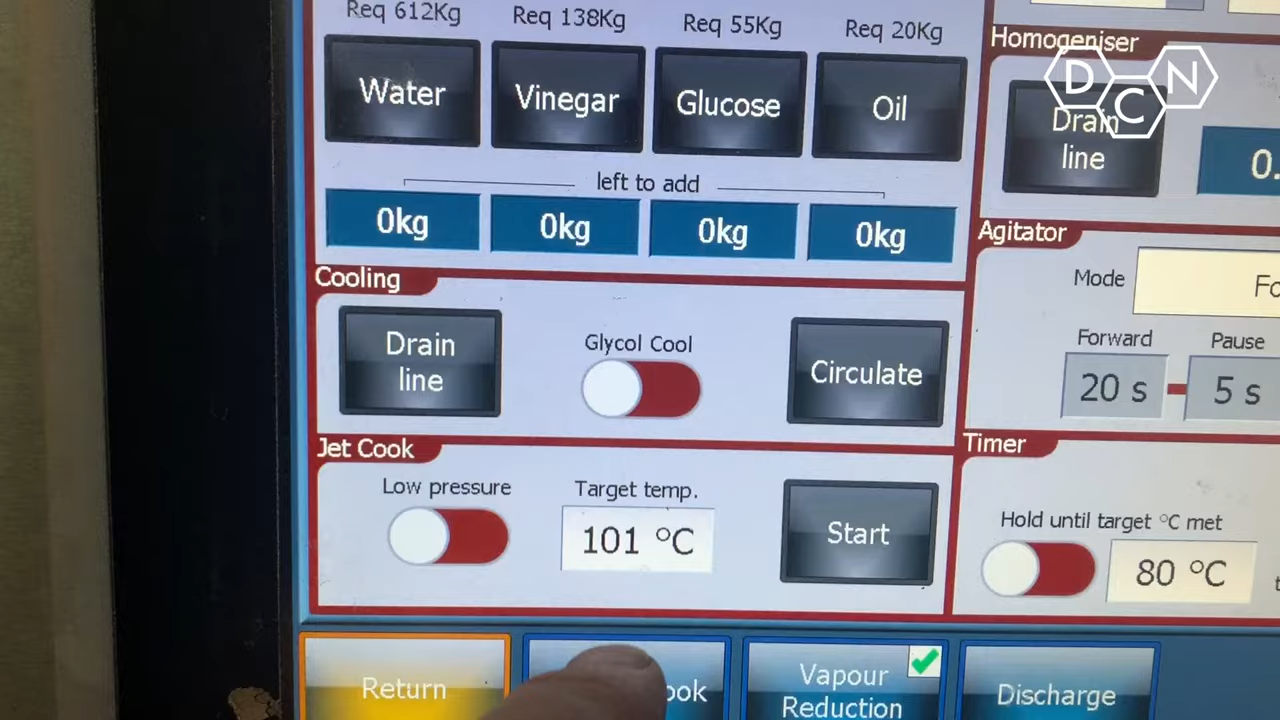 Req 612Kg
Req 138Kg
Req 55Kg
Req 20Kg
Water
Vinegar
Glucose
Oil
left to add
0kg
0kg
0kg
0kg
Cooling
Drain
line
Glycol Cool
Circulate
Jet Cook
Low pressure
Target temp.
101 °C
Start
Homogeniser
Drain
line
0.
DCN
Agitator
Mode
Forward
20 s
Pause
5 s
Timer
Hold until target °C met
80 °C
Return
Vapour
Reduction
Discharge